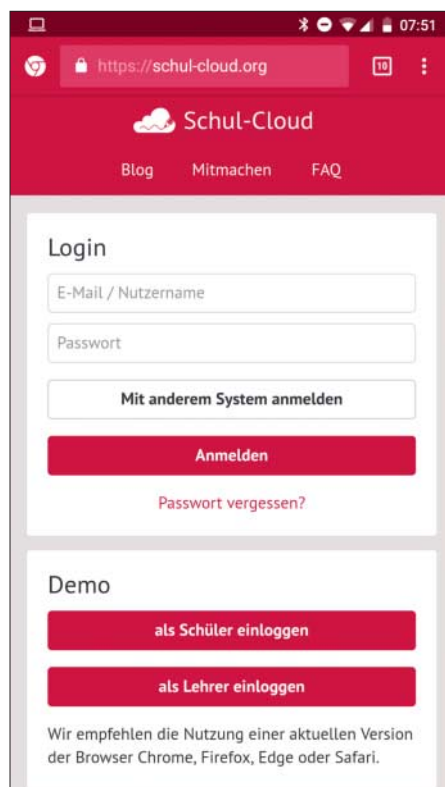 07:51
https://schul-cloud.org 10
Schul-Cloud
Blog Mitmachen FAQ
Login
E-Mail / Nutzername
Passwort
Mit anderem System anmelden
Anmelden
Passwort vergessen?
Demo
als Schüler einloggen
als Lehrer einloggen
Wir empfehlen die Nutzung einer aktuellen Version
der Browser Chrome, Firefox, Edge oder Safari.